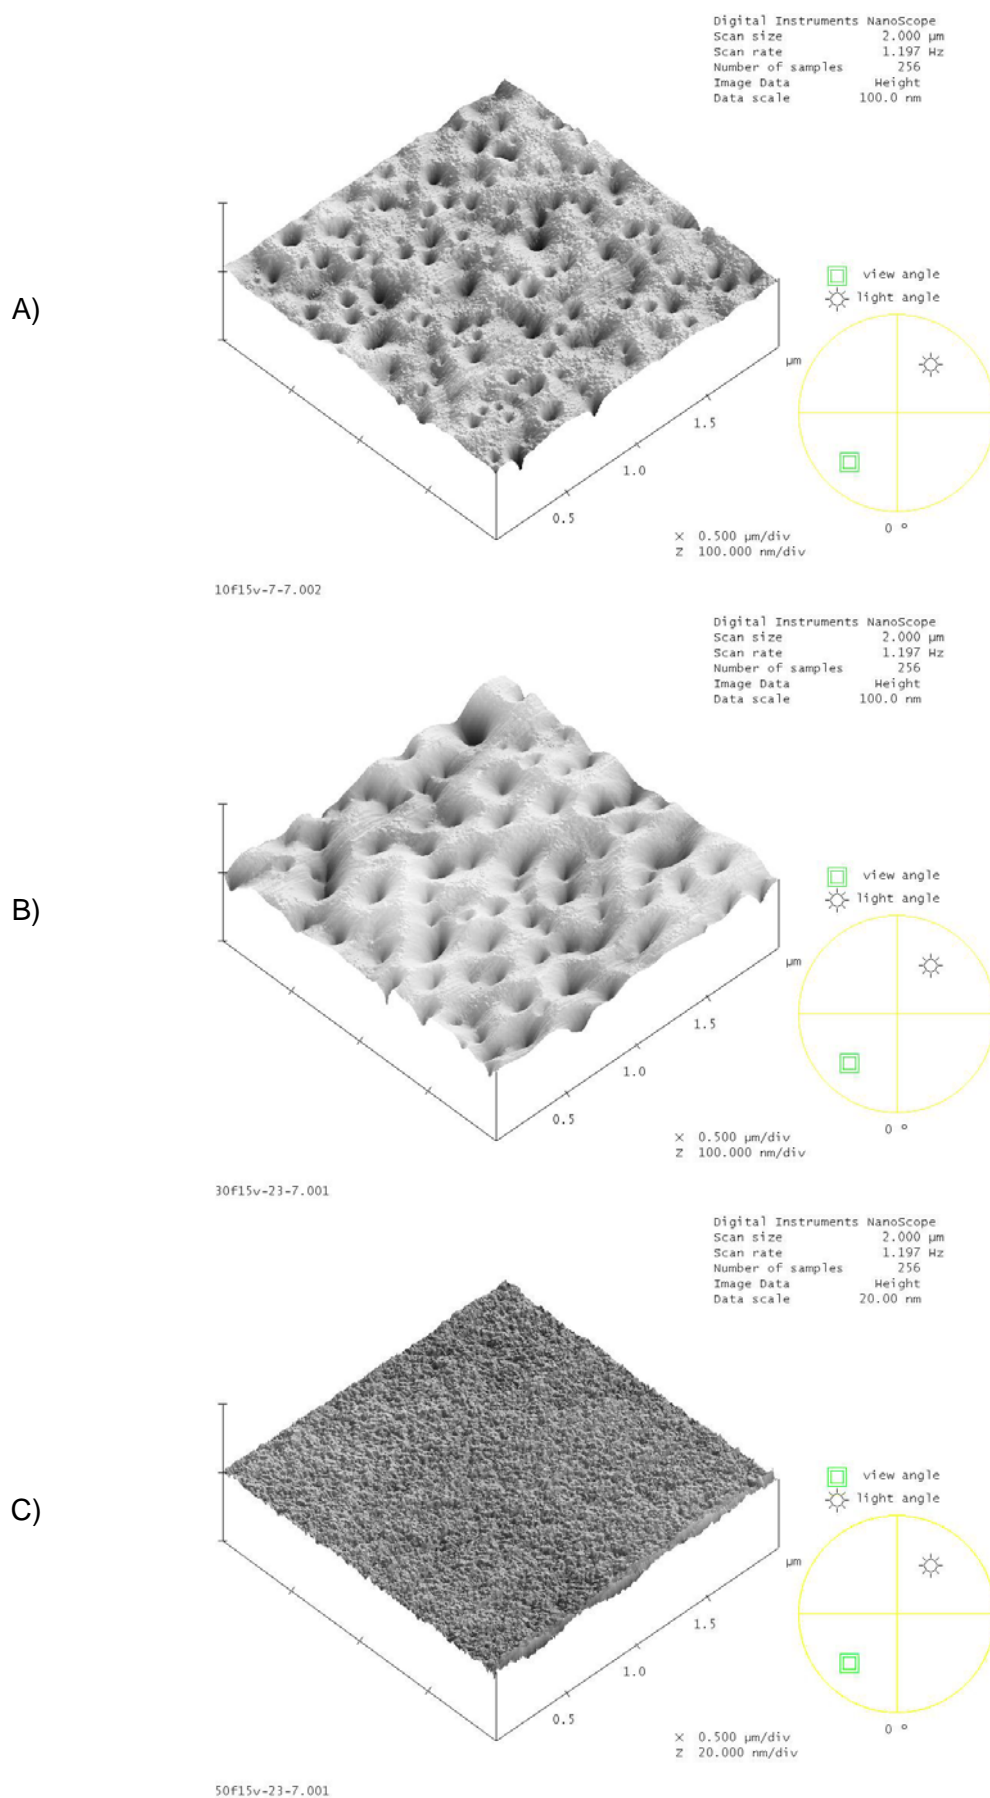 Digital Instruments NanoScope
Scan size 2.000 µm
Scan rate 1.197 Hz
Number of samples 256
Image Data Height
Data scale 100.0 nm
view angle
light angle
A)
µm
1.5
1.0
0.5
0 º
X 0.500 µm/div
Z 100.000 nm/div
10f15v-7-7.002
Digital Instruments NanoScope
Scan size 2.000 µm
Scan rate 1.197 Hz
Number of samples 256
Image Data Height
Data scale 100.0 nm
view angle
light angle
B)
µm
1.5
1.0
0.5
0 º
X 0.500 µm/div
Z 100.000 nm/div
30f15v-23-7.001
Digital Instruments NanoScope
Scan size 2.000 µm
Scan rate 1.197 Hz
Number of samples 256
Image Data Height
Data scale 20.00 nm
view angle
light angle
C)
µm
1.5
1.0
0.5
0 º
X 0.500 µm/div
Z 20.000 nm/div
50f15v-23-7.001